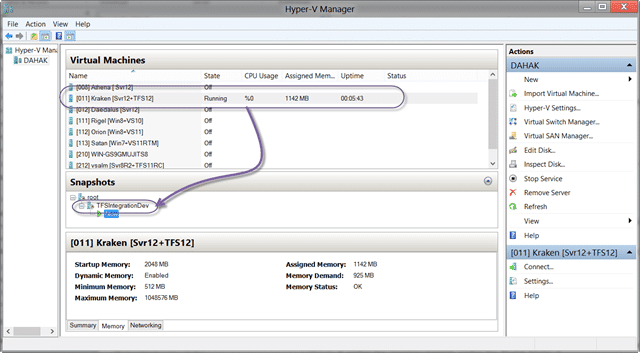 Hyper-V Manager
File Action View Window Help
Hyper-V Mana
DAHAK
Virtual Machines
Name State CPU Usage Assigned Mem... Uptime Status
[008] Athena [ Svr12] Off
[011] Kraken [Svr12+TFS12] Running %0 1142 MB 00:05:43
[012] Daedalus [Svr12] Off
[111] Rigel [Win8+VS10] Off
[112] Orion [Win8+VS11] Off
[113] Satan [Win7+VS11RTM] Off
[210] WIN-GS9GMUJITS8 Off
[212] vsalm [Svr8R2+TFS11RC] Off
Snapshots
root
TFSIntegrationDev
Now
[011] Kraken [Svr12+TFS12]
Startup Memory: 2048 MB Assigned Memory: 1142 MB
Dynamic Memory: Enabled Memory Demand: 925 MB
Minimum Memory: 512 MB Memory Status: OK
Maximum Memory: 1048576 MB
Summary Memory Networking
Actions
DAHAK
New
Import Virtual Machine...
Hyper-V Settings...
Virtual Switch Manager...
Virtual SAN Manager...
Edit Disk...
Inspect Disk...
Stop Service
Remove Server
Refresh
View
Help
[011] Kraken [Svr12+TFS12]
Connect...
Settings...
Help